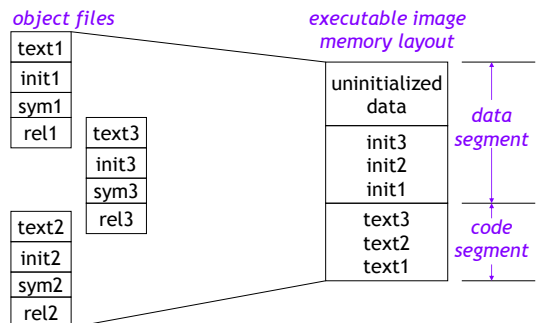 object files
text1
init1
sym1
rel1
text3
init3
sym3
rel3
text2
init2
sym2
rel2
executable image
memory layout
uninitialized
data
init3
init2
init1
text3
text2
text1
data
segment
code
segment